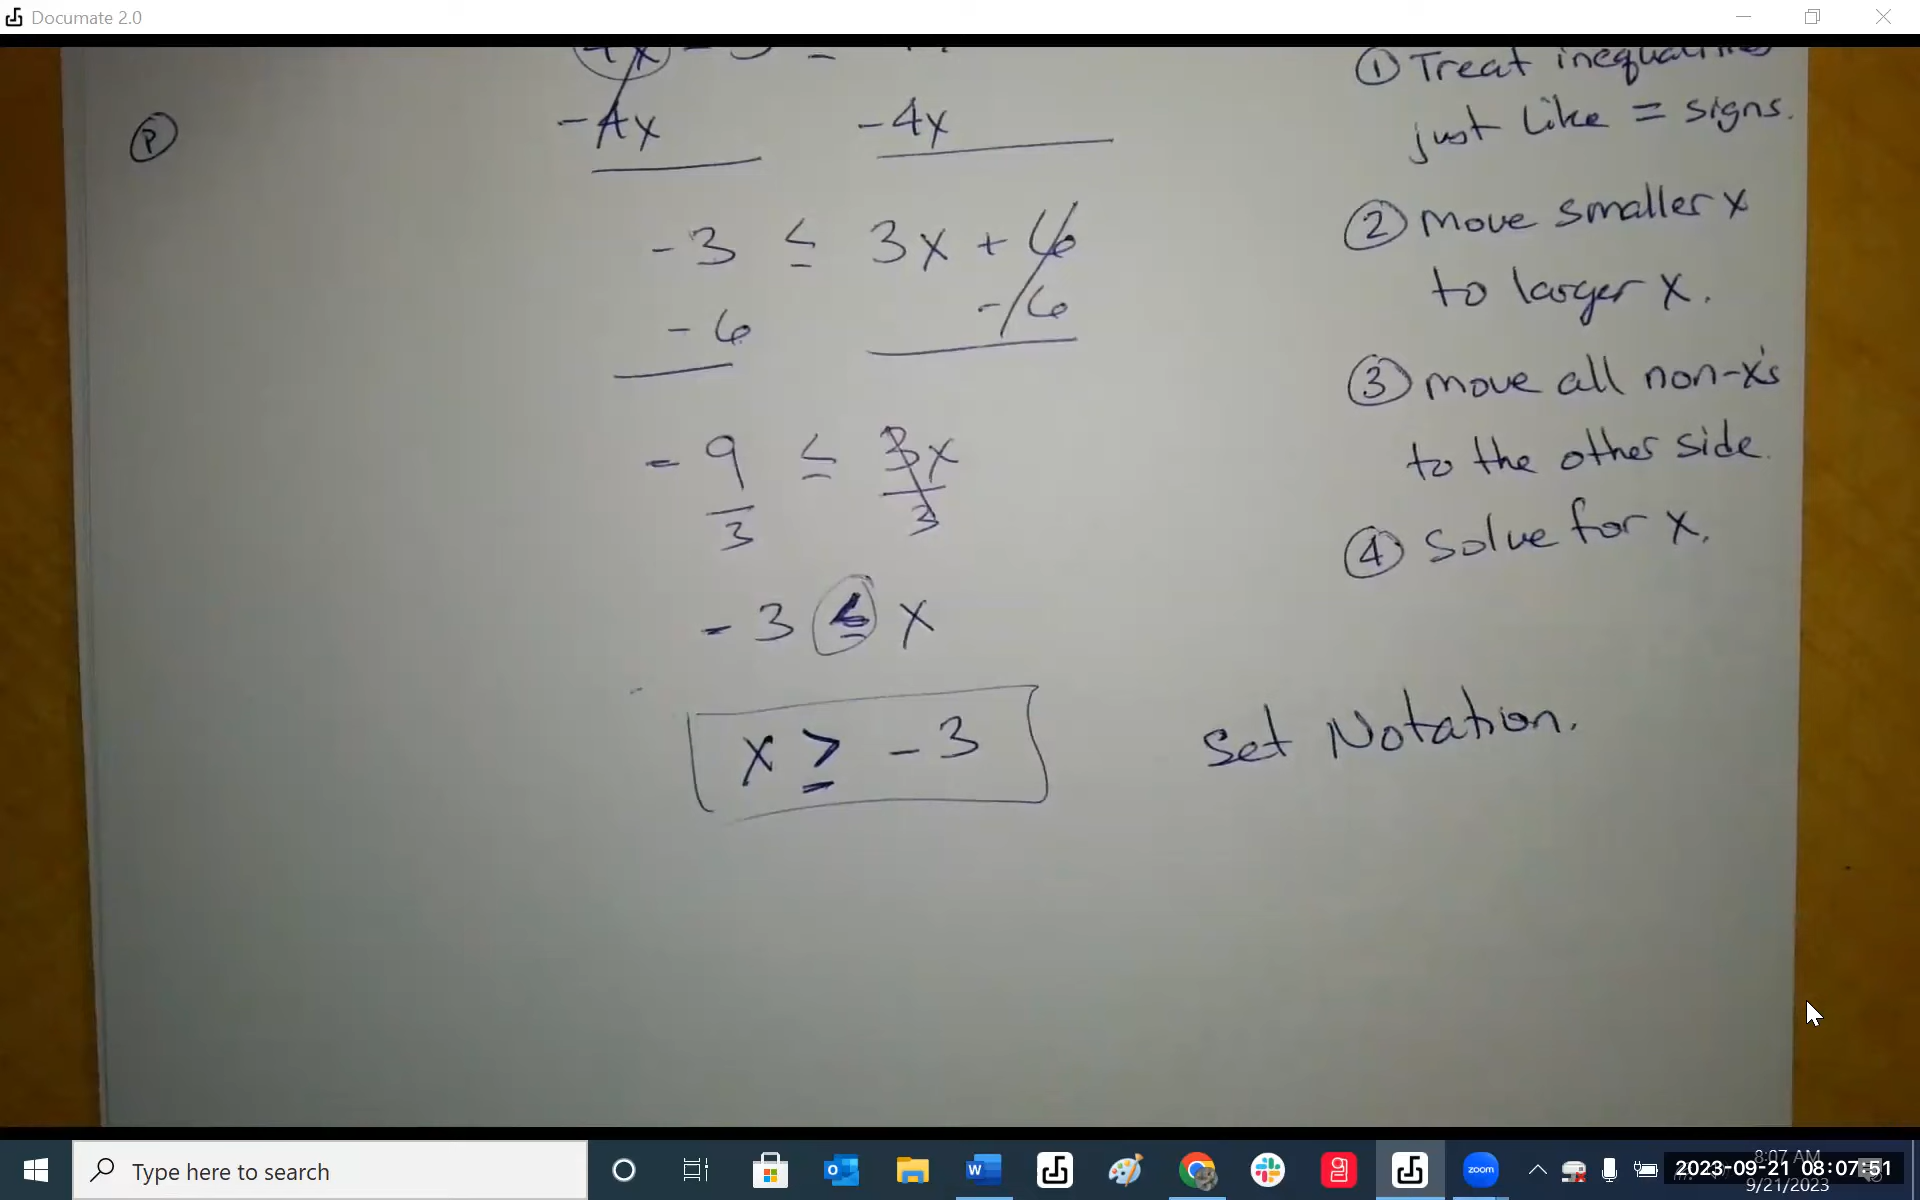 Documate 2.0
P
-4x -4x
-3 ≤ 3x + 6
-6 -6
-9 ≤ 3x
3 3
-3 ≤ x
x ≥ -3
Set Notation.
① Treat
just like = signs.
② Move smaller x
to larger x.
③ move all non-x's
to the other side.
④ Solve for x.
Type here to search
W
zoom
8:07 AM
2023-09-21 08:07:51
9/21/2023